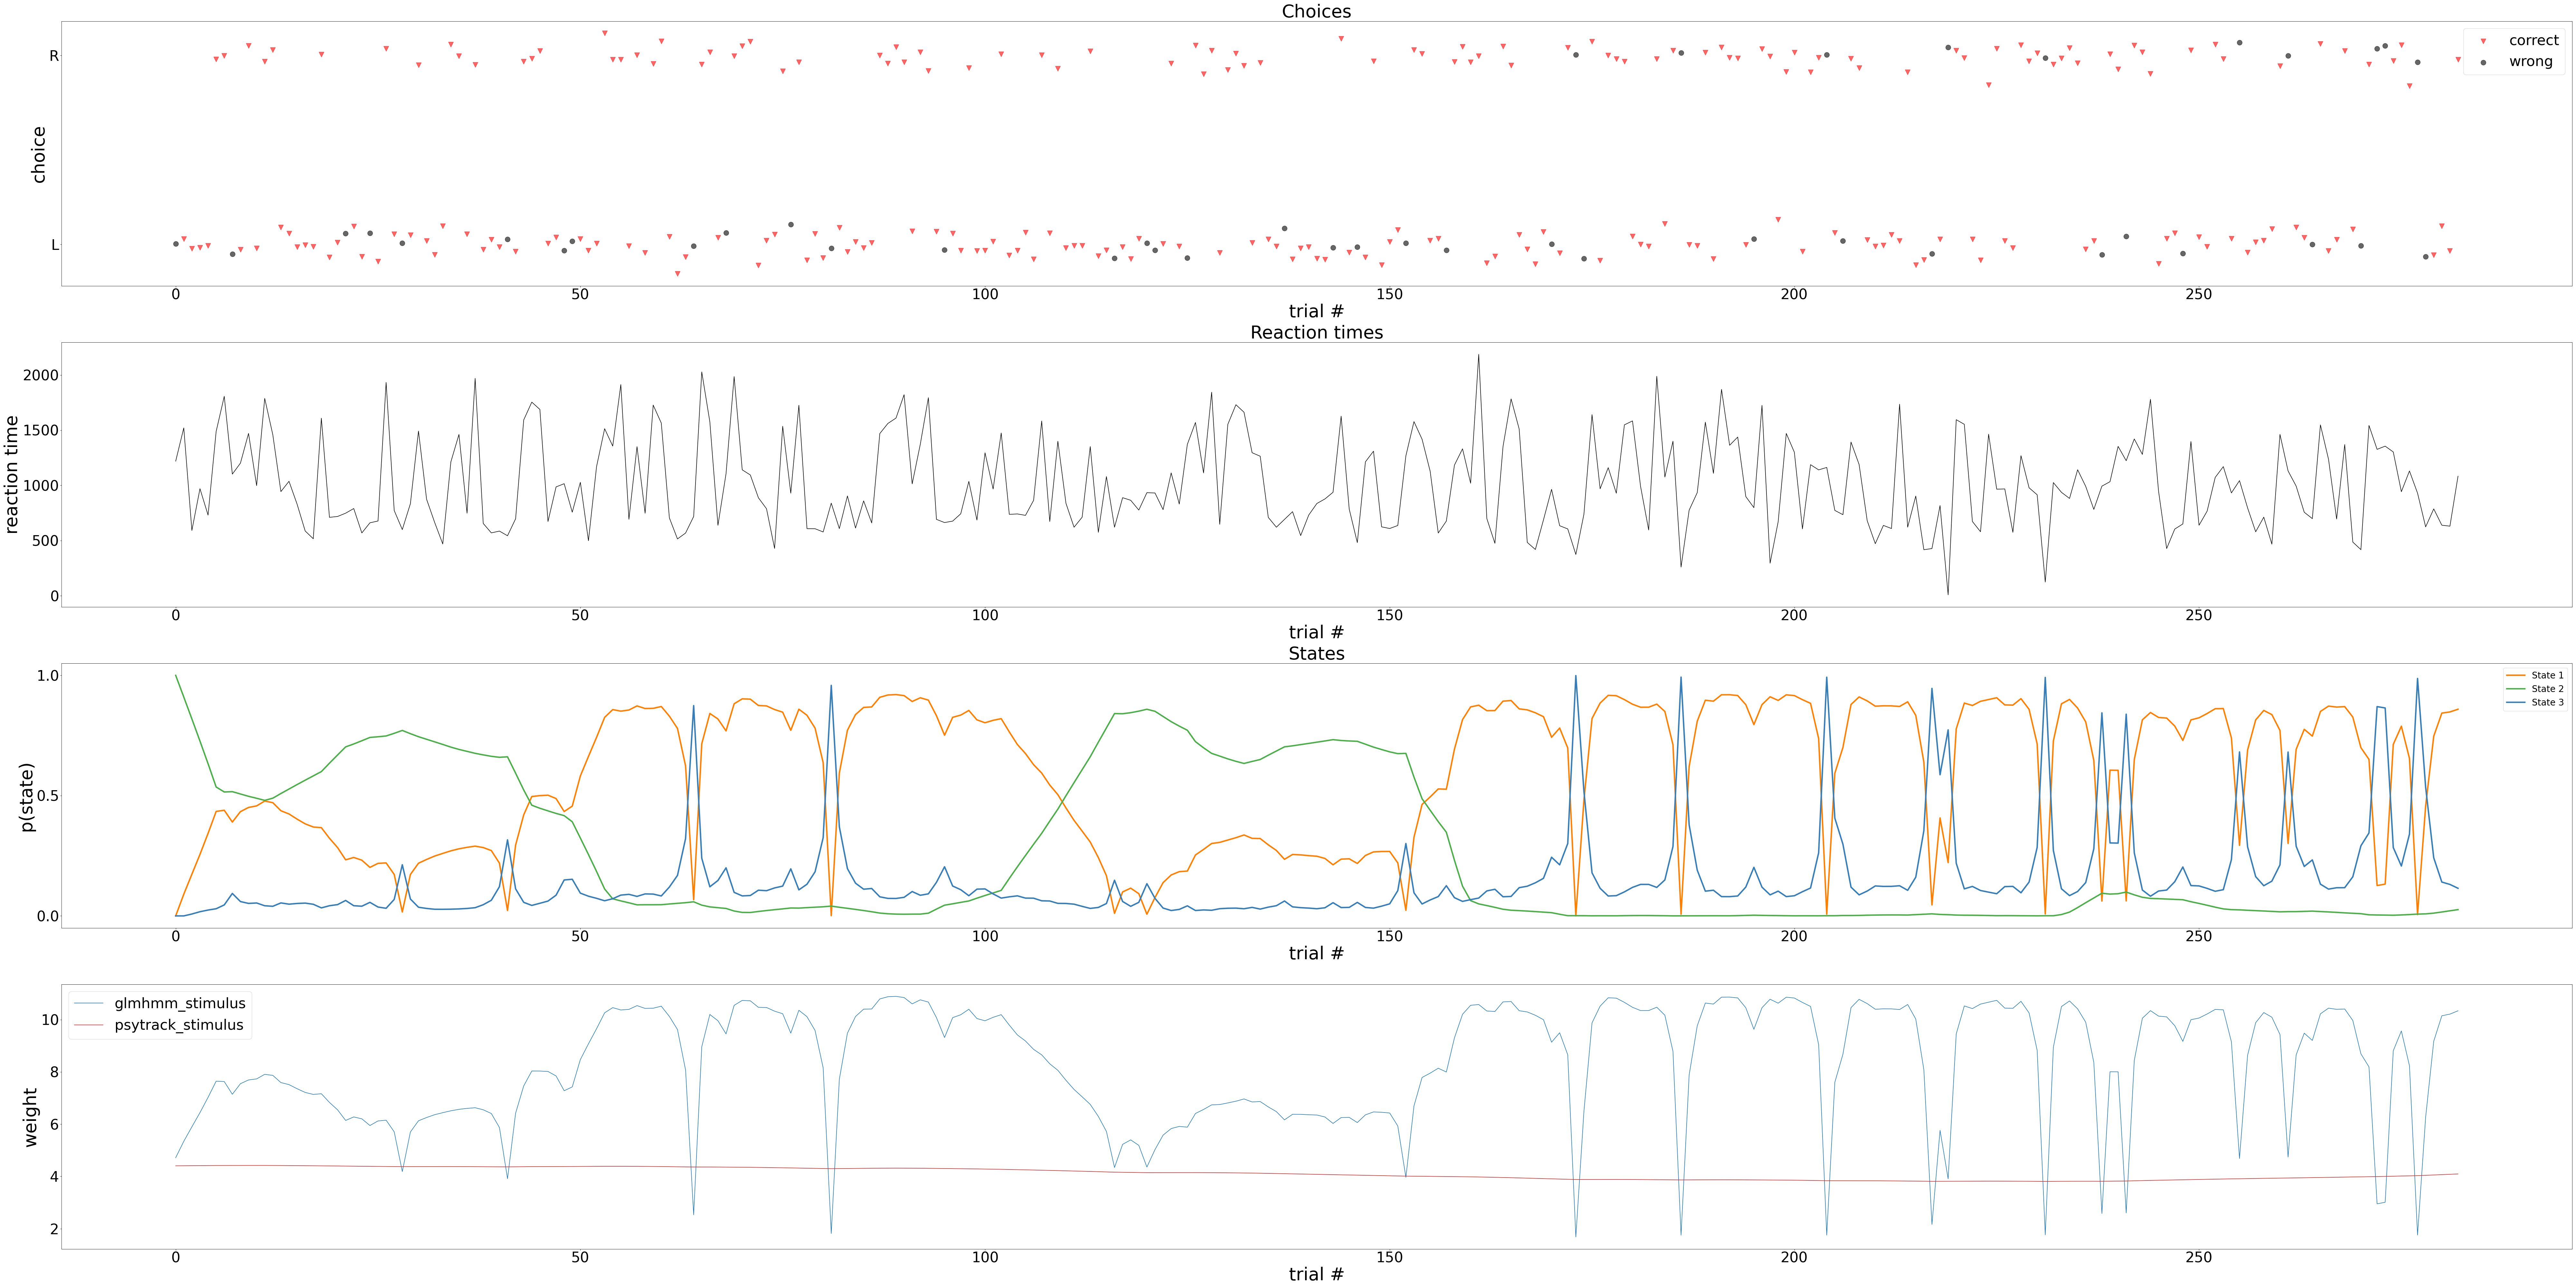 Choices
R
L
choice
correct
wrong
0 50 100 150 200 250
trial #
Reaction times
2000
1500
1000
500
0
reaction time
0 50 100 150 200 250
trial #
States
1.0
0.5
0.0
p(state)
State 1
State 2
State 3
0 50 100 150 200 250
trial #
glmhmm_stimulus
psytrack_stimulus
10
8
6
4
2
weight
0 50 100 150 200 250
trial #